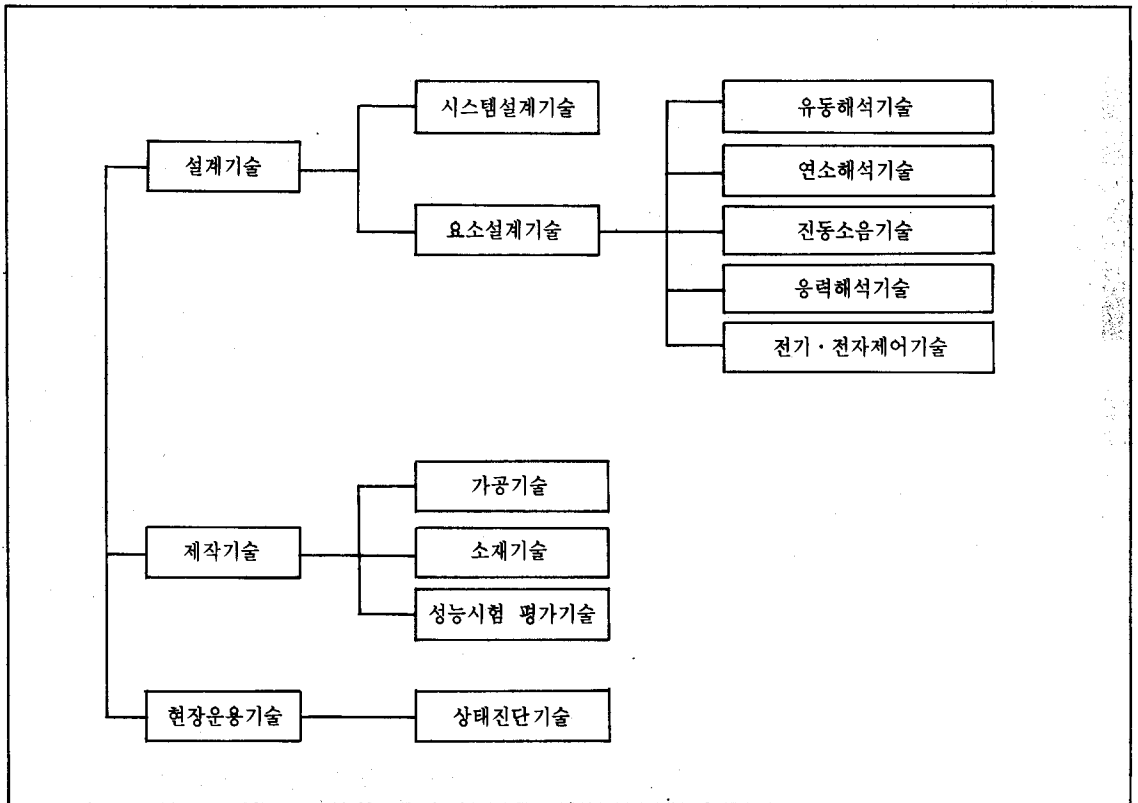 시스템설계기술
유동해석기술
설계기술
연소해석기술
요소설계기술
진동소음기술
응력해석기술
전기·전자제어기술
가공기술
제작기술
소재기술
성능시험 평가기술
현장운용기술
상태진단기술